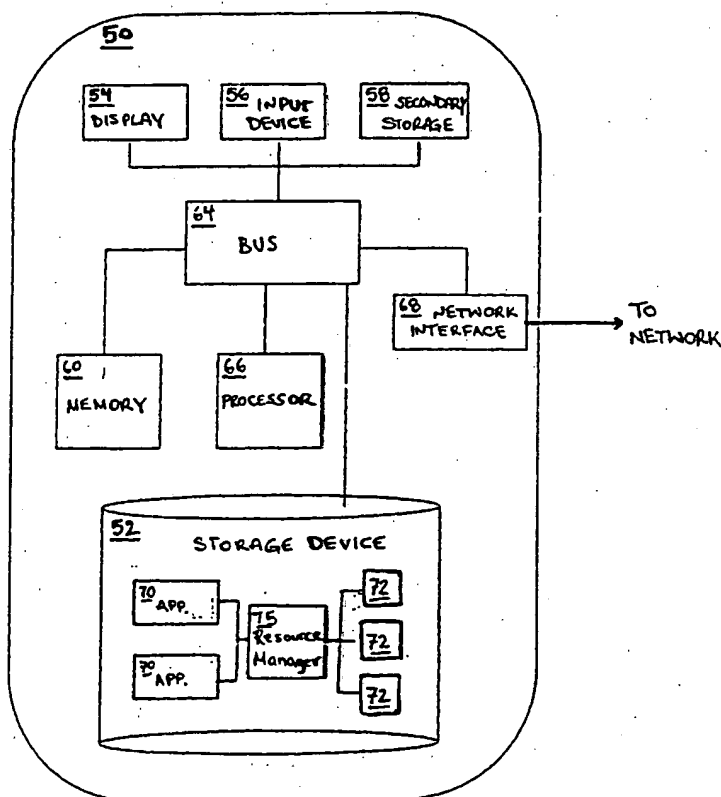 50
54
DISPLAY
56 INPUT
DEVICE
58 SECONDARY
STORAGE
64
BUS
68 NETWORK
INTERFACE
TO
NETWORK
60
MEMORY
66
PROCESSOR
52
STORAGE DEVICE
70 APP.
70 APP.
75
Resource
Manager
72
72
72